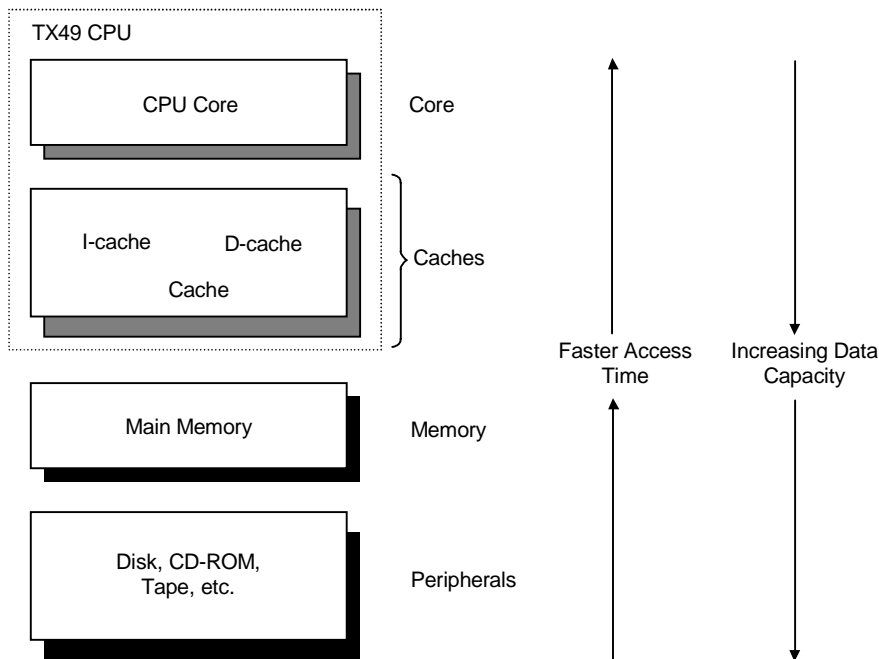 TX49 CPU
CPU Core
Core
I-cache
D-cache
Cache
Caches
Faster Access
Time
Increasing Data
Capacity
Main Memory
Memory
Disk, CD-ROM,
Tape, etc.
Peripherals